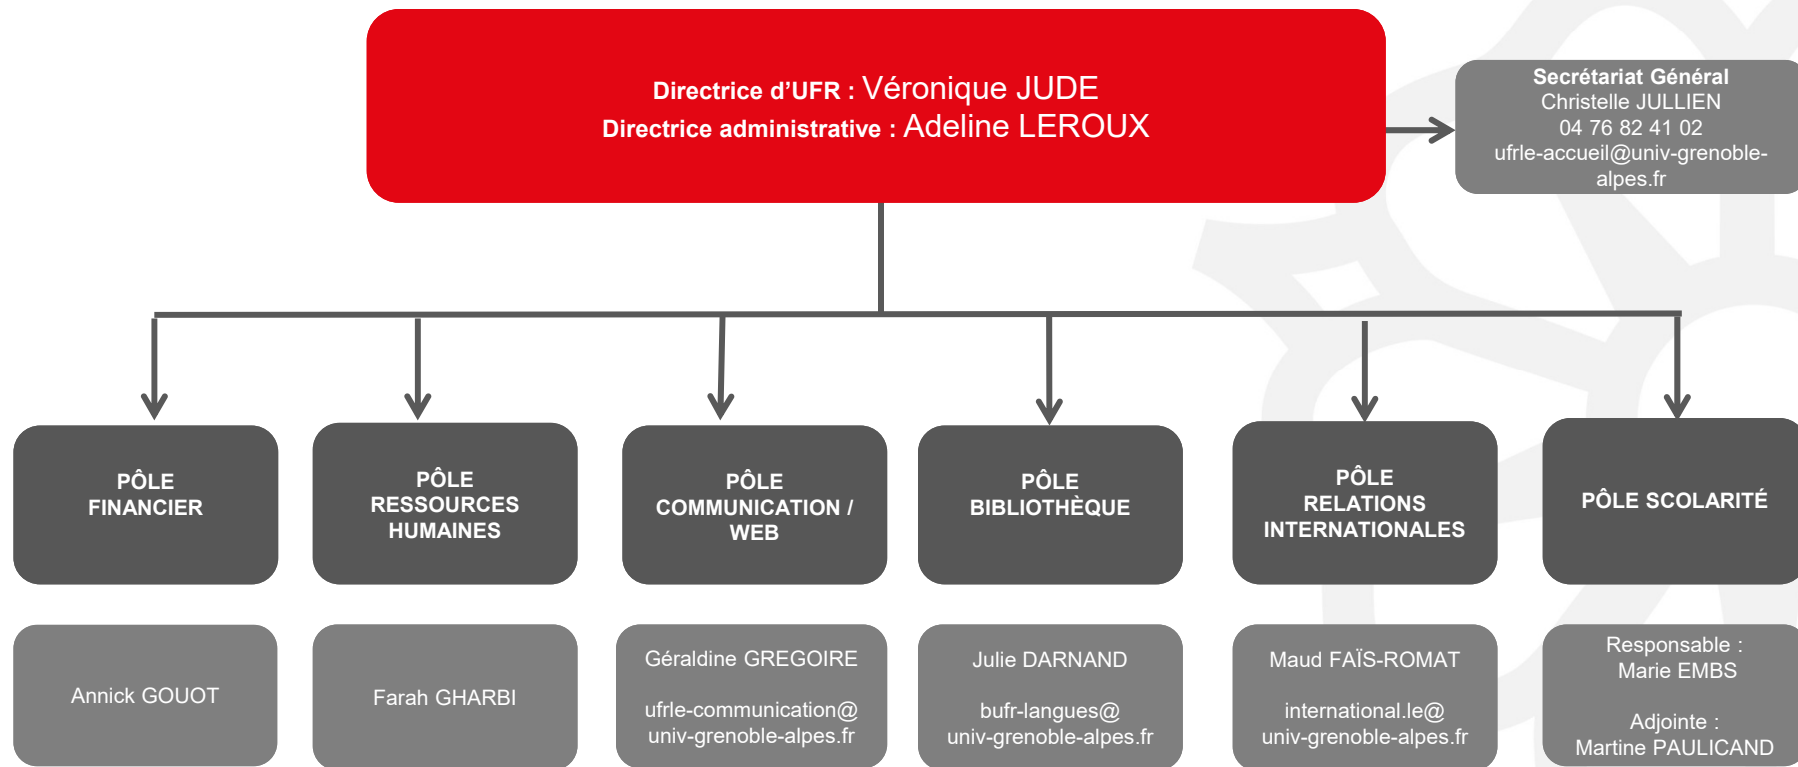 Directrice d’UFR : Véronique JUDE
Directrice administrative : Adeline LEROUX
Secrétariat Général
Christelle JULLIEN
04 76 82 41 02
ufrle-accueil@univ-grenoble-
alpes.fr
PÔLE
FINANCIER
PÔLE
RESSOURCES
HUMAINES
PÔLE
COMMUNICATION /
WEB
PÔLE
BIBLIOTHÈQUE
PÔLE
RELATIONS
INTERNATIONALES
PÔLE SCOLARITÉ
Annick GOUOT
Farah GHARBI
Géraldine GREGOIRE
ufrle-communication@
univ-grenoble-alpes.fr
Julie DARNAND
bufr-langues@
univ-grenoble-alpes.fr
Maud FAÏS-ROMAT
international.le@
univ-grenoble-alpes.fr
Responsable :
Marie EMBS
Adjointe :
Martine PAULICAND